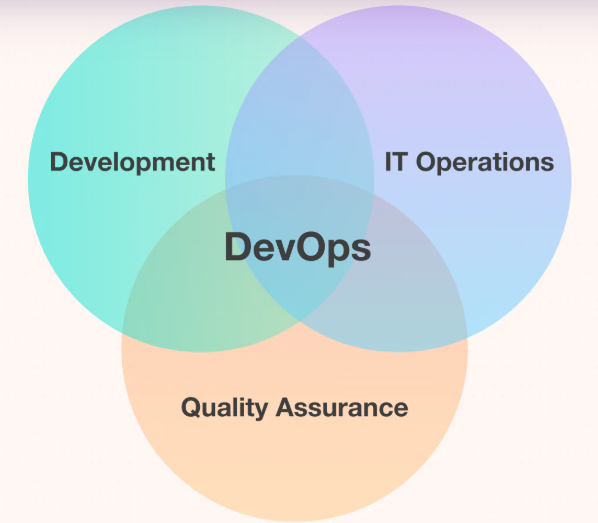 Development
IT Operations
DevOps
Quality Assurance